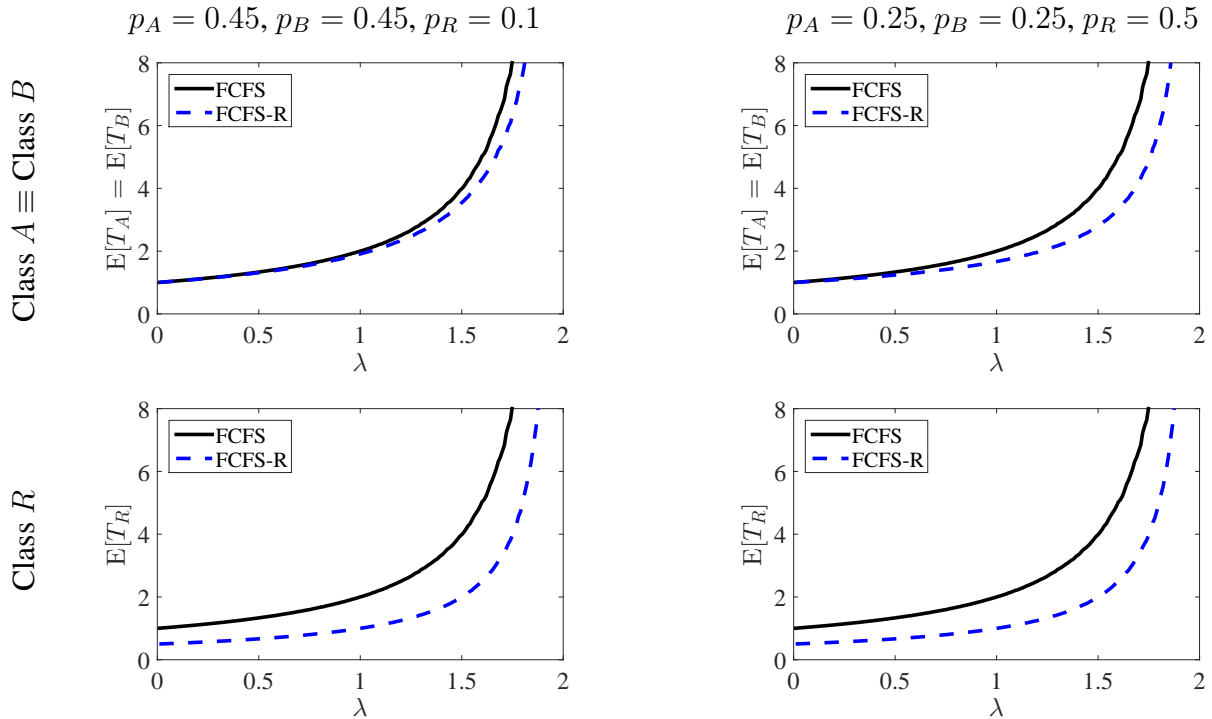 p_A = 0.45, p_B = 0.45, p_R = 0.1
p_A = 0.25, p_B = 0.25, p_R = 0.5
Class A ≡ Class B
E[T_A] = E[T_B]
8
6
4
2
0
FCFS
FCFS-R
0 0.5 1 1.5 2
λ
E[T_A] = E[T_B]
8
6
4
2
0
FCFS
FCFS-R
0 0.5 1 1.5 2
λ
Class R
E[T_R]
8
6
4
2
0
FCFS
FCFS-R
0 0.5 1 1.5 2
λ
E[T_R]
8
6
4
2
0
FCFS
FCFS-R
0 0.5 1 1.5 2
λ